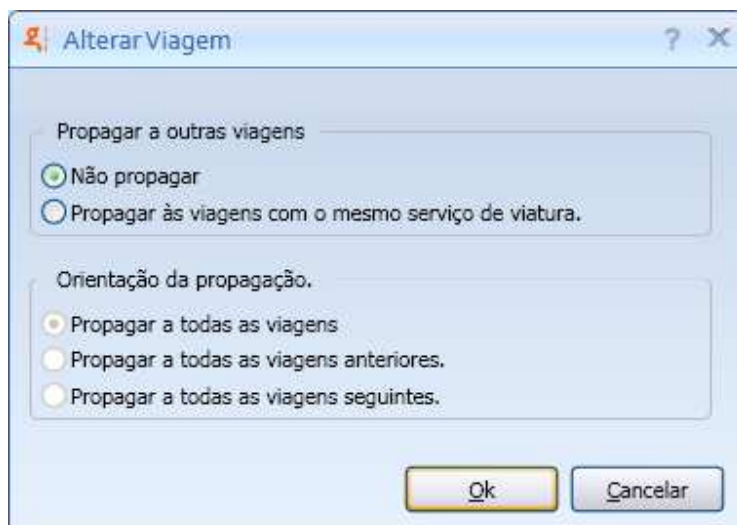 Alterar Viagem
Propagar a outras viagens
Não propagar
Propagar às viagens com o mesmo serviço de viatura.
Orientação da propagação.
Propagar a todas as viagens
Propagar a todas as viagens anteriores.
Propagar a todas as viagens seguintes.
Ok Cancelar